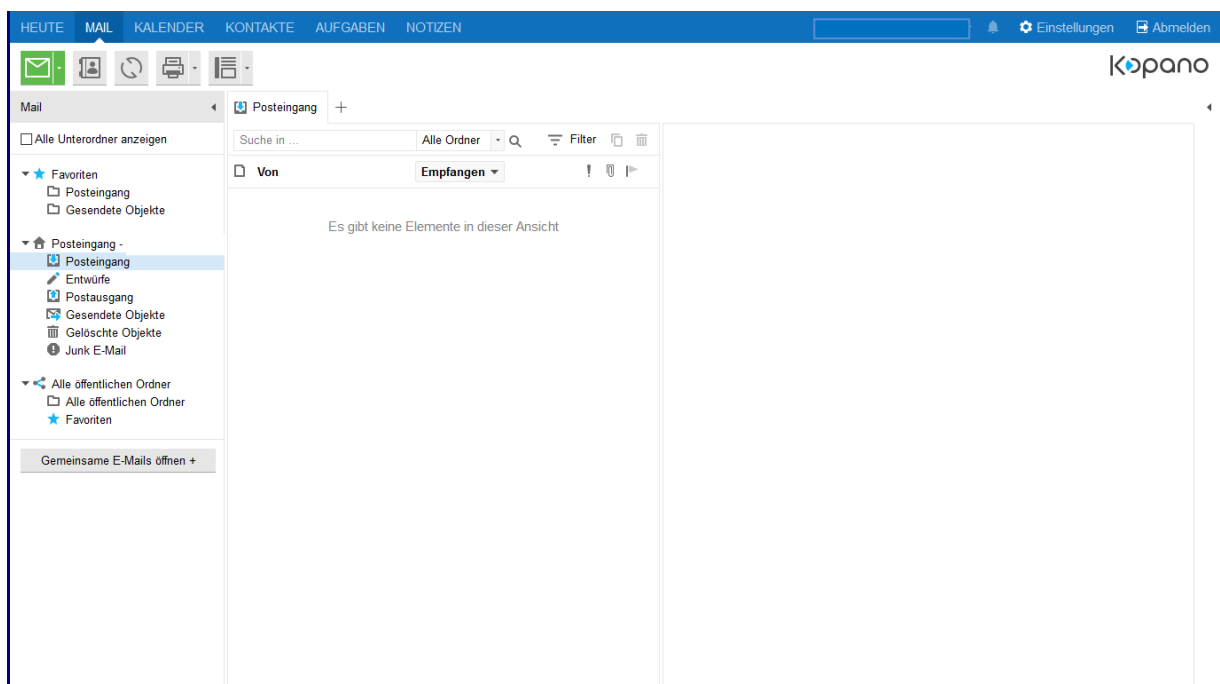 HEUTE MAIL KALENDER KONTAKTE AUFGABEN NOTIZEN Einstellungen Abmelden
Kopano
Mail Posteingang
Alle Unterordner anzeigen Suche in ... Alle Ordner Filter
Von Empfangen
Favoriten
Posteingang
Gesendete Objekte
Es gibt keine Elemente in dieser Ansicht
Posteingang -
Posteingang
Entwürfe
Postausgang
Gesendete Objekte
Gelöschte Objekte
Junk E-Mail
Alle öffentlichen Ordner
Alle öffentlichen Ordner
Favoriten
Gemeinsame E-Mails öffnen +